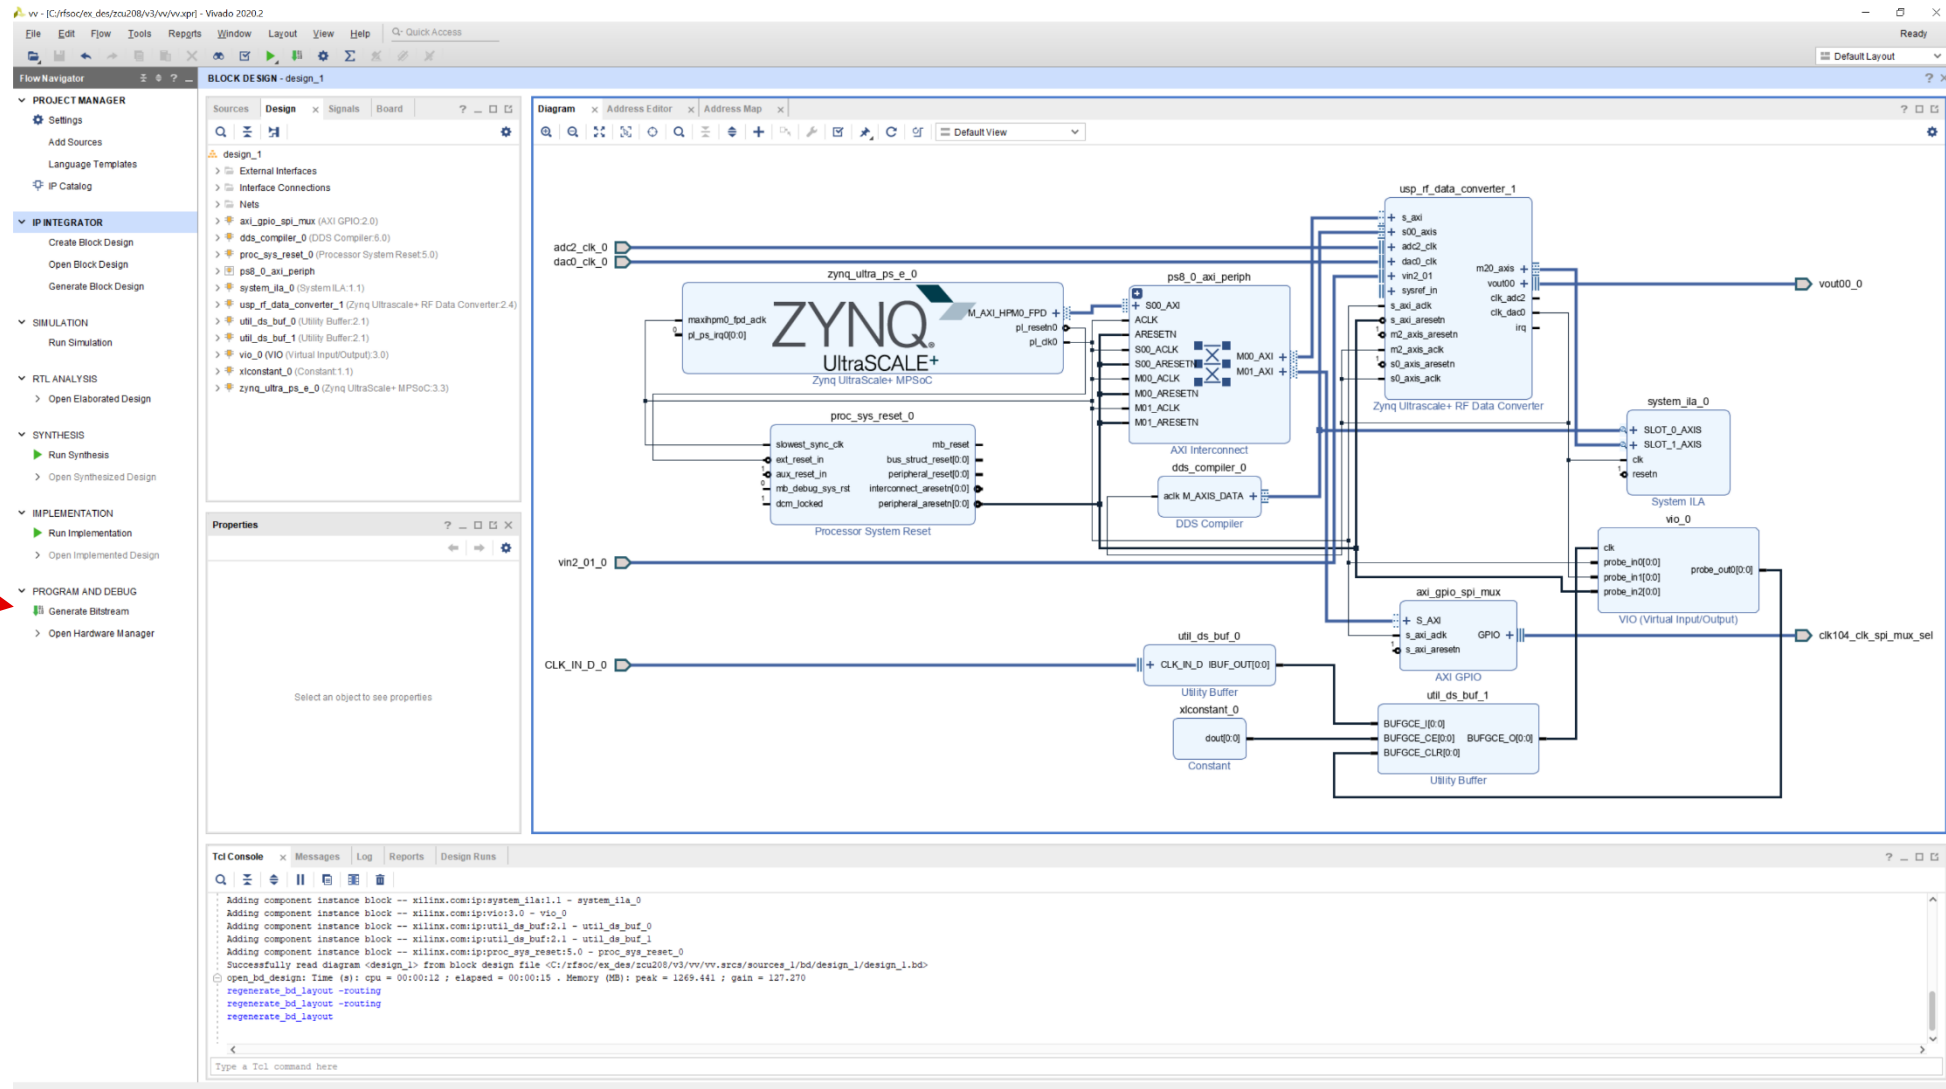 vv - [C:/rfsoc/ex_des/zcu208/v3/vv/vv.xpr] - Vivado 2020.2
File Edit Flow Tools Reports Window Layout View Help Quick Access
Ready
Default Layout
Flow Navigator
PROJECT MANAGER
Settings
Add Sources
Language Templates
IP Catalog
IP INTEGRATOR
Create Block Design
Open Block Design
Generate Block Design
SIMULATION
Run Simulation
RTL ANALYSIS
Open Elaborated Design
SYNTHESIS
Run Synthesis
Open Synthesized Design
IMPLEMENTATION
Run Implementation
Open Implemented Design
PROGRAM AND DEBUG
Generate Bitstream
Open Hardware Manager
BLOCK DESIGN - design_1
Sources Design Signals Board
design_1
External Interfaces
Interface Connections
Nets
axi_gpio_spi_mux (AXI GPIO:2.0)
dds_compiler_0 (DDS Compiler:6.0)
proc_sys_reset_0 (Processor System Reset:5.0)
ps8_0_axi_periph
system_ila_0 (System ILA:1.1)
usp_rf_data_converter_1 (Zynq Ultrascale+ RF Data Converter:2.4)
util_ds_buf_0 (Utility Buffer:2.1)
util_ds_buf_1 (Utility Buffer:2.1)
vio_0 (VIO (Virtual Input/Output):3.0)
xlconstant_0 (Constant:1.1)
zynq_ultra_ps_e_0 (Zynq UltraScale+ MPSoC:3.3)
Properties
Select an object to see properties
Diagram Address Editor Address Map
Default View
adc2_clk_0
dac0_clk_0
vin2_01_0
CLK_IN_D_0
zynq_ultra_ps_e_0
maxihpm0_fpd_aclk
0
pl_ps_irq0[0:0]
ZYNQ
UltraSCALE+
M_AXI_HPM0_FPD
pl_resetn0
pl_clk0
Zynq UltraScale+ MPSoC
proc_sys_reset_0
slowest_sync_clk
ext_reset_in
1
aux_reset_in
0
mb_debug_sys_rst
1
dcm_locked
mb_reset
bus_struct_reset[0:0]
peripheral_reset[0:0]
interconnect_aresetn[0:0]
peripheral_aresetn[0:0]
Processor System Reset
ps8_0_axi_periph
S00_AXI
ACLK
ARESETN
S00_ACLK
S00_ARESETN
M00_ACLK
M00_ARESETN
M01_ACLK
M01_ARESETN
M00_AXI
M01_AXI
AXI Interconnect
dds_compiler_0
aclk M_AXIS_DATA
DDS Compiler
usp_rf_data_converter_1
s_axi
s00_axis
adc2_clk
dac0_clk
vin2_01
sysref_in
s_axi_aclk
s_axi_aresetn
1
m2_axis_aresetn
m2_axis_aclk
1
s0_axis_aresetn
s0_axis_aclk
m20_axis
vout00
clk_adc2
clk_dac0
irq
Zynq Ultrascale+ RF Data Converter
vout00_0
system_ila_0
SLOT_0_AXIS
SLOT_1_AXIS
clk
1
resetn
System ILA
vio_0
clk
probe_in0[0:0]
probe_in1[0:0]
probe_in2[0:0]
probe_out0[0:0]
VIO (Virtual Input/Output)
axi_gpio_spi_mux
S_AXI
s_axi_aclk
1
s_axi_aresetn
GPIO
AXI GPIO
clk104_clk_spi_mux_sel
util_ds_buf_0
CLK_IN_D IBUF_OUT[0:0]
Utility Buffer
xlconstant_0
dout[0:0]
Constant
util_ds_buf_1
BUFGCE_I[0:0]
BUFGCE_CE[0:0]
BUFGCE_CLR[0:0]
BUFGCE_O[0:0]
Utility Buffer
Tcl Console Messages Log Reports Design Runs
Adding component instance block -- xilinx.com:ip:system_ila:1.1 - system_ila_0
Adding component instance block -- xilinx.com:ip:vio:3.0 - vio_0
Adding component instance block -- xilinx.com:ip:util_ds_buf:2.1 - util_ds_buf_0
Adding component instance block -- xilinx.com:ip:util_ds_buf:2.1 - util_ds_buf_1
Adding component instance block -- xilinx.com:ip:proc_sys_reset:5.0 - proc_sys_reset_0
Successfully read diagram <design_1> from block design file <C:/rfsoc/ex_des/zcu208/v3/vv/vv.srcs/sources_1/bd/design_1/design_1.bd>
open_bd_design: Time (s): cpu = 00:00:12 ; elapsed = 00:00:15 . Memory (MB): peak = 1269.441 ; gain = 127.270
regenerate_bd_layout -routing
regenerate_bd_layout -routing
regenerate_bd_layout
Type a Tcl command here